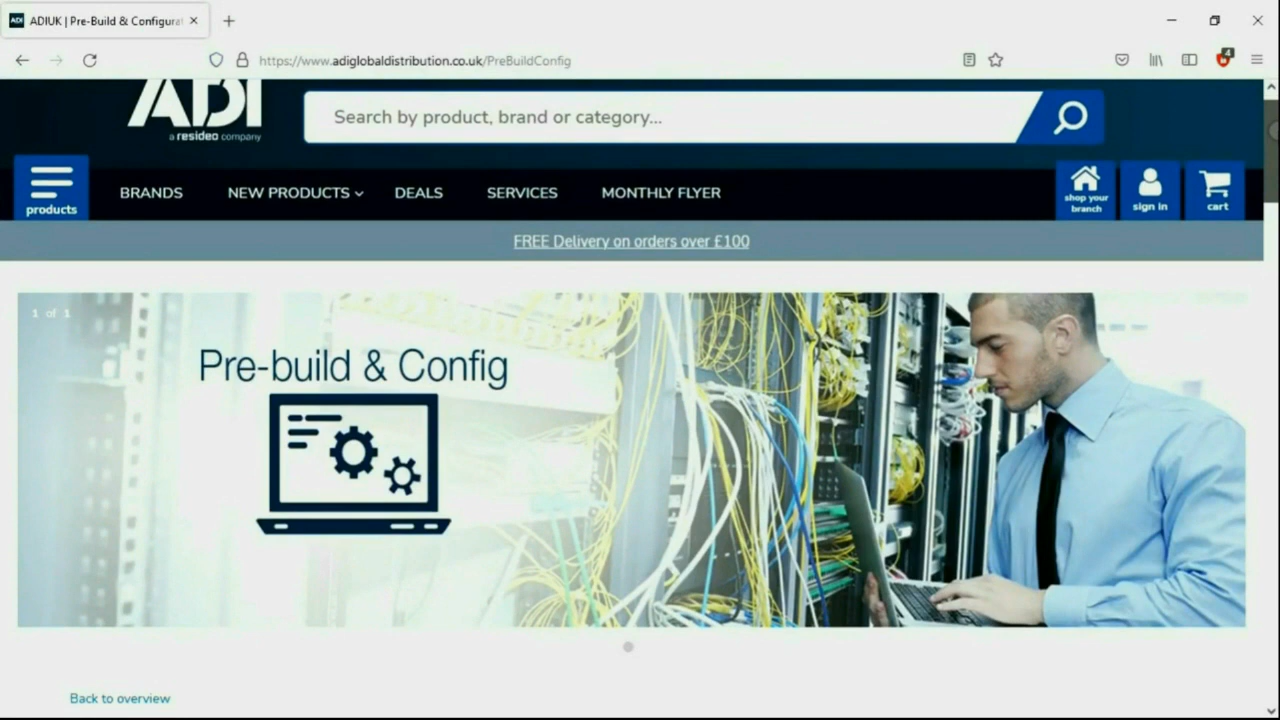 ADIUK | Pre-Build & Configurat
https://www.adiglobaldistribution.co.uk/PreBuildConfig
4
ADI
a resideo company
Search by product, brand or category...
products
BRANDS
NEW PRODUCTS
DEALS
SERVICES
MONTHLY FLYER
shop your
branch
sign in
cart
FREE Delivery on orders over £100
1 of 1
Pre-build & Config
Back to overview